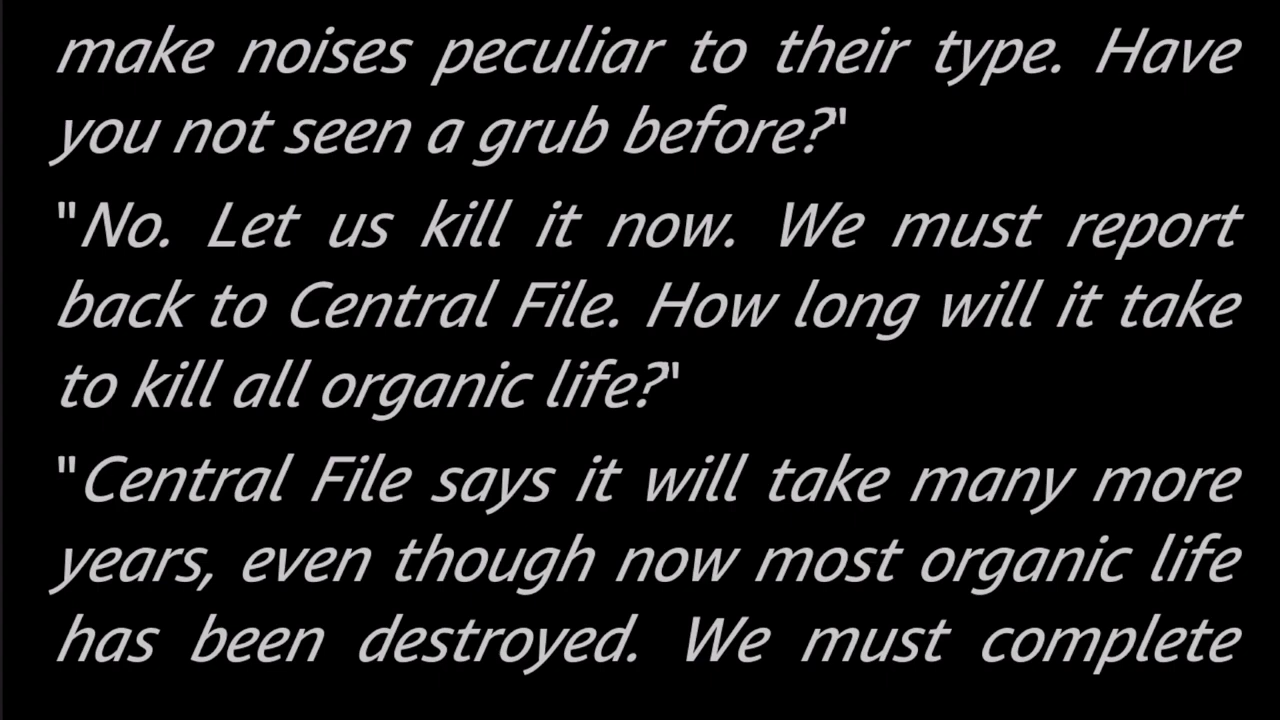 make noises peculiar to their type. Have
you not seen a grub before?"
"No. Let us kill it now. We must report
back to Central File. How long will it take
to kill all organic life?"
"Central File says it will take many more
years, even though now most organic life
has been destroyed. We must complete